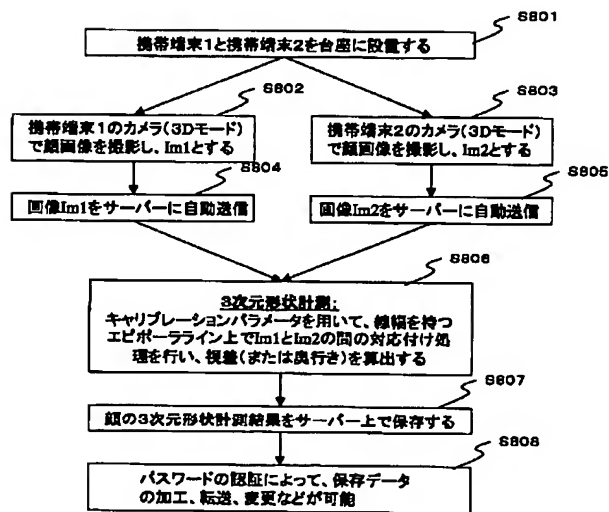 S801
携帯端末1と携帯端末2を台座に設置する
S802
S803
携帯端末1のカメラ(3Dモード)
で顔画像を撮影し、Im1とする
携帯端末2のカメラ(3Dモード)
で顔画像を撮影し、Im2とする
S804
S805
画像Im1をサーバーに自動送信
画像Im2をサーバーに自動送信
S806
3次元形状計測:
キャリブレーションパラメータを用いて、線幅を持つ
エピポーラライン上でIm1とIm2の間の対応付け処
理を行い、視差(または奥行き)を算出する
S807
顔の3次元形状計測結果をサーバー上で保存する
S808
パスワードの認証によって、保存データ
の加工、転送、変更などが可能